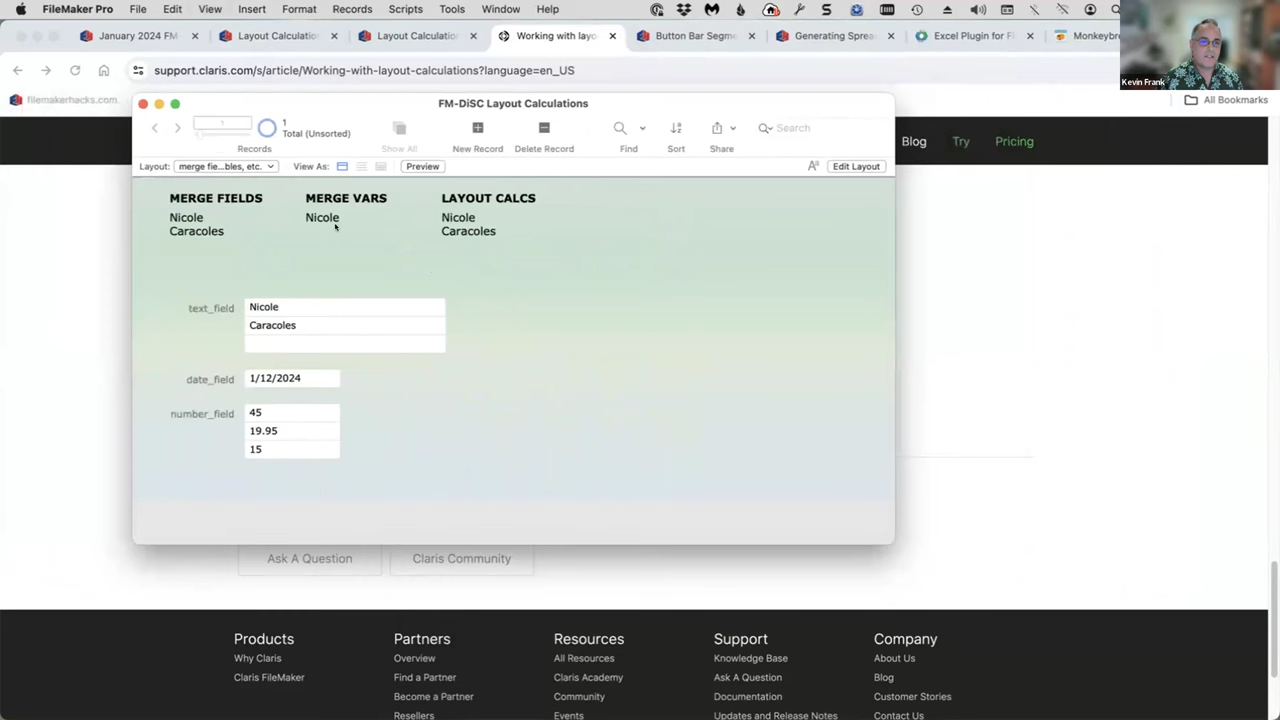 FileMaker Pro File Edit View Insert Format Records Scripts Tools Window Help
January 2024 FM
Layout Calculation
Layout Calculation
Working with layo
Button Bar Segme
Generating Sprea
Excel Plugin for Fi
Monkeybre
Kevin Frank
support.claris.com/s/article/Working-with-layout-calculations?language=en_US
filemakerhacks.com
All Bookmarks
FM-DiSC Layout Calculations
1
1
Total (Unsorted)
Search
Records Show All New Record Delete Record Find Sort Share
Blog Try Pricing
Layout: merge fie...bles, etc. View As: Preview Edit Layout
MERGE FIELDS MERGE VARS LAYOUT CALCS
Nicole Nicole Nicole
Caracoles Caracoles
text_field Nicole
Caracoles
date_field 1/12/2024
number_field 45
19.95
15
Ask A Question Claris Community
Products Partners Resources Support Company
Why Claris Overview All Resources Knowledge Base About Us
Claris FileMaker Find a Partner Claris Academy Ask A Question Blog
Become a Partner Community Documentation Customer Stories
Resellers Events Updates and Release Notes Contact Us